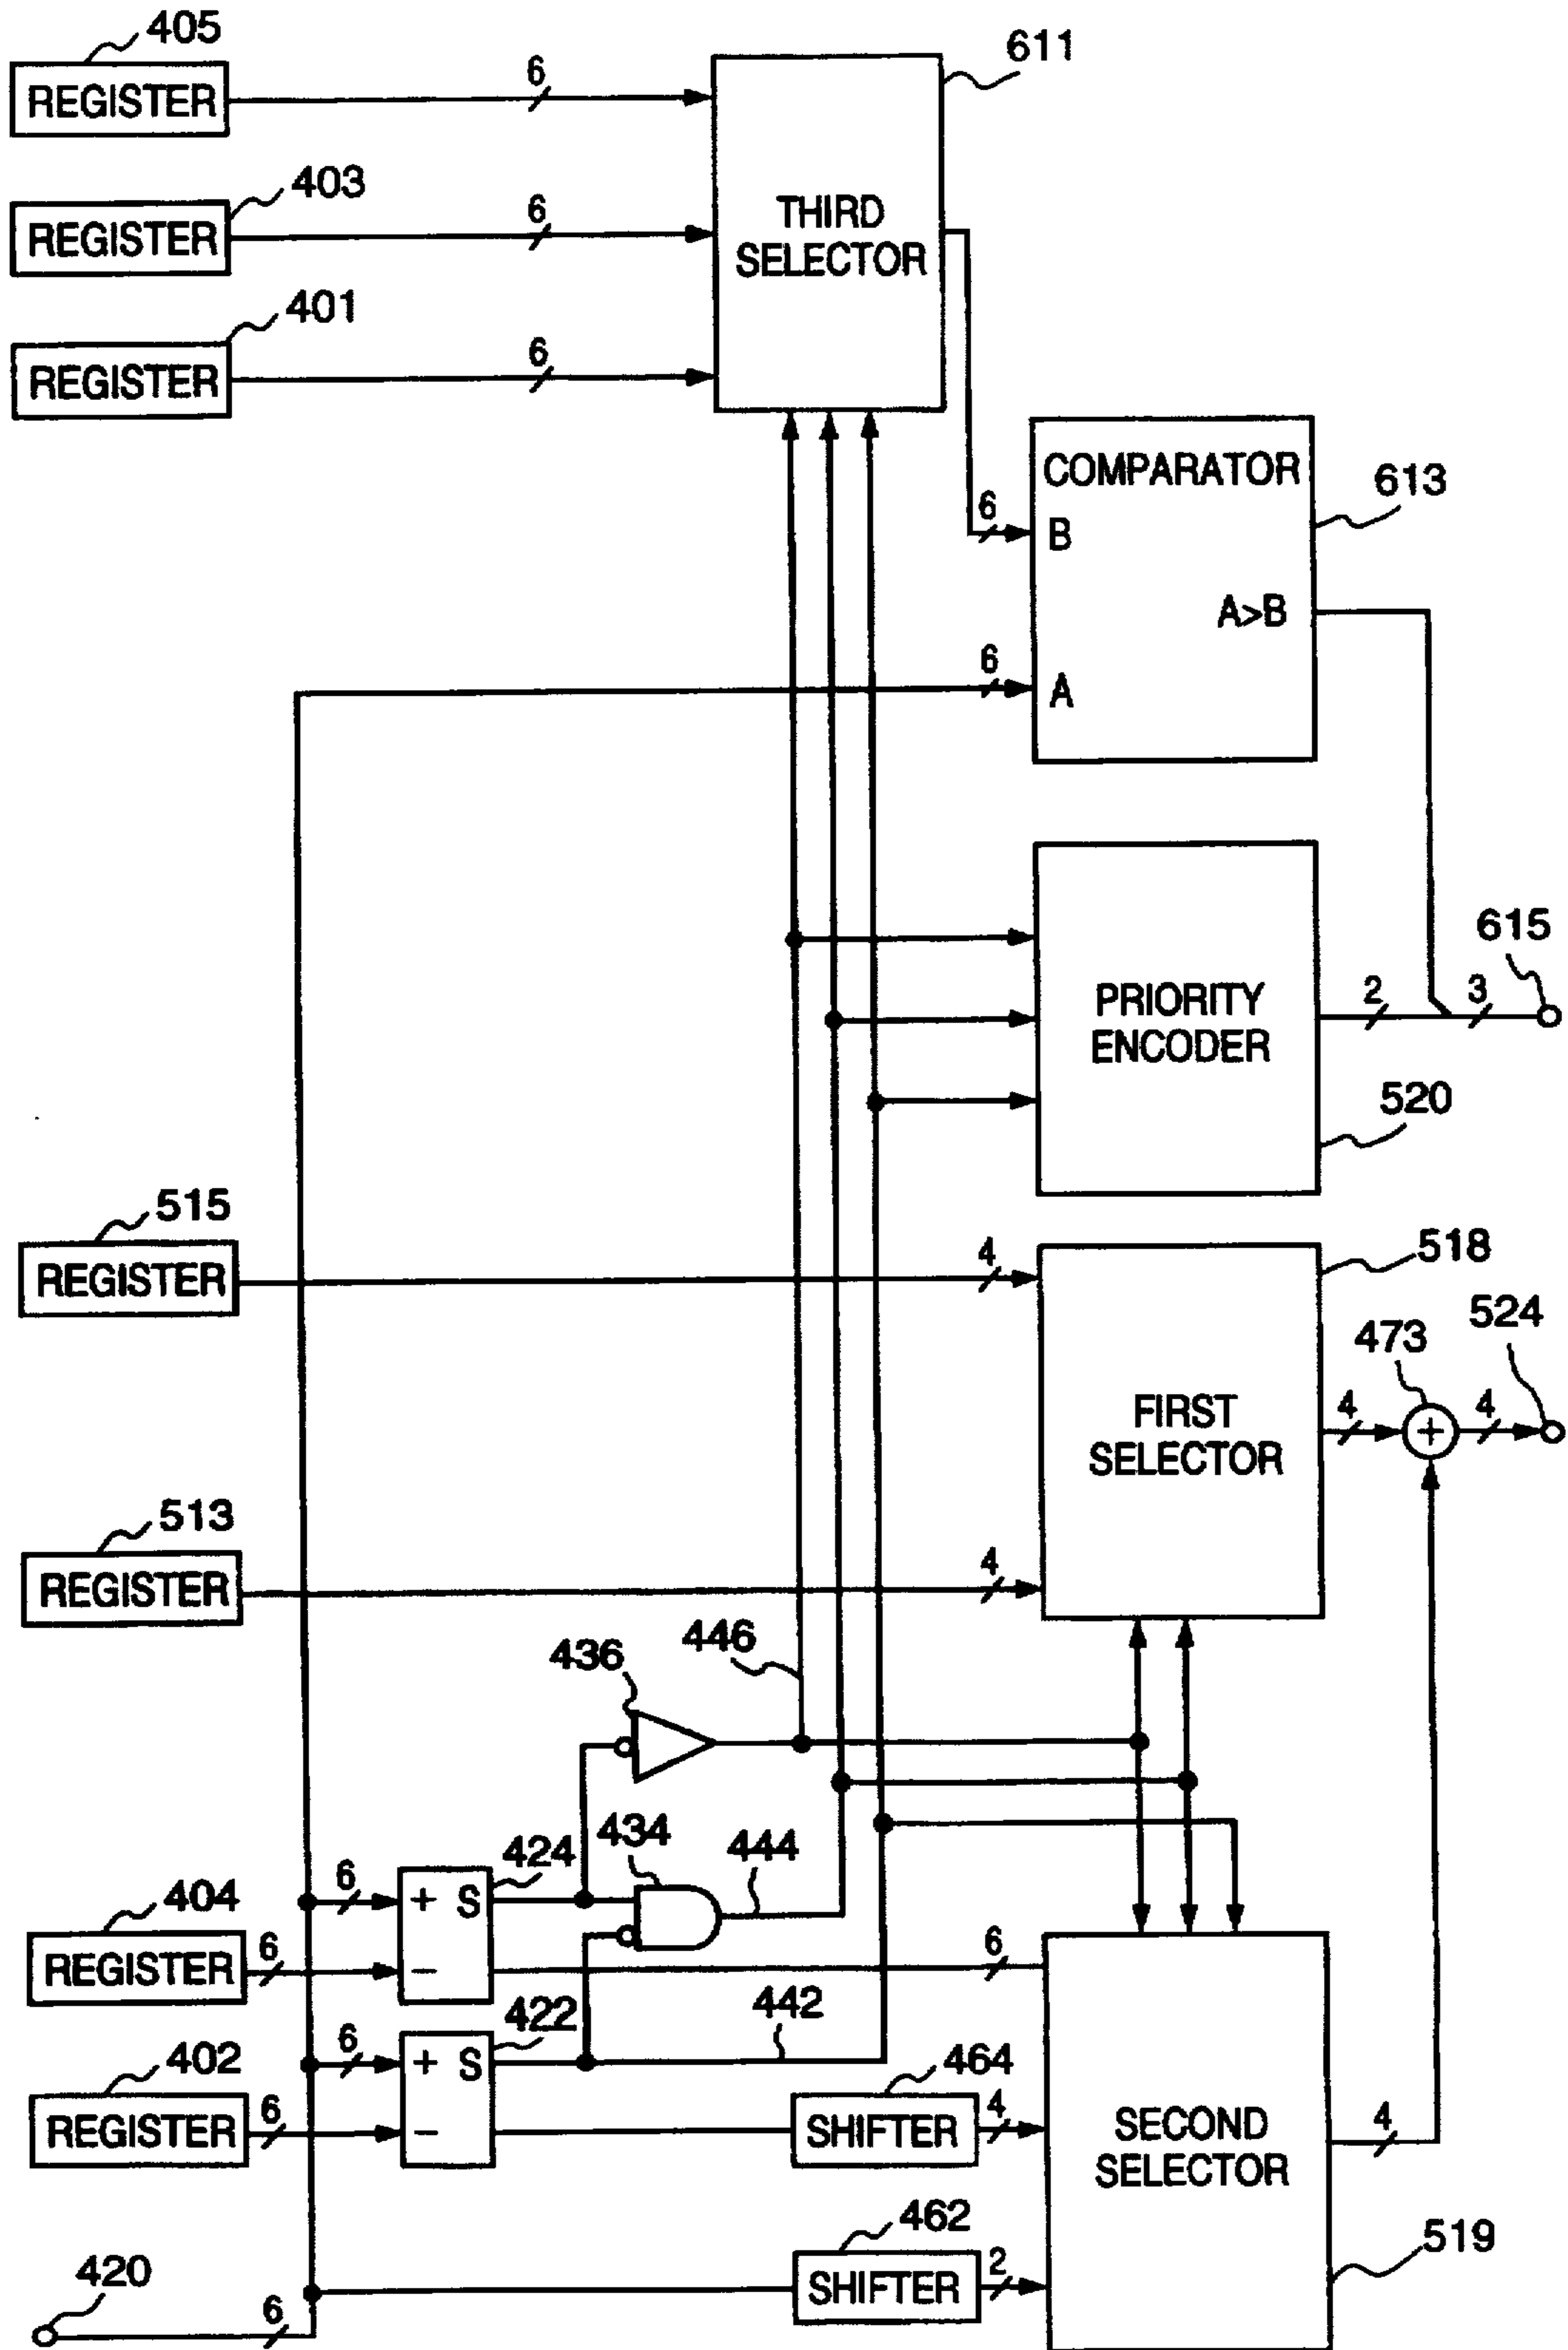 405
611
REGISTER
6
403
REGISTER
6
THIRD
SELECTOR
401
REGISTER
6
COMPARATOR
613
6
B
A>B
6
A
615
PRIORITY
ENCODER
2
3
520
515
REGISTER
4
518
524
473
FIRST
SELECTOR
4
+
4
513
REGISTER
4
446
436
434
444
424
6
+ S
404
REGISTER
6
−
6
422
442
6
+ S
402
REGISTER
6
−
464
SHIFTER
4
SECOND
SELECTOR
4
462
SHIFTER
2
519
420
6